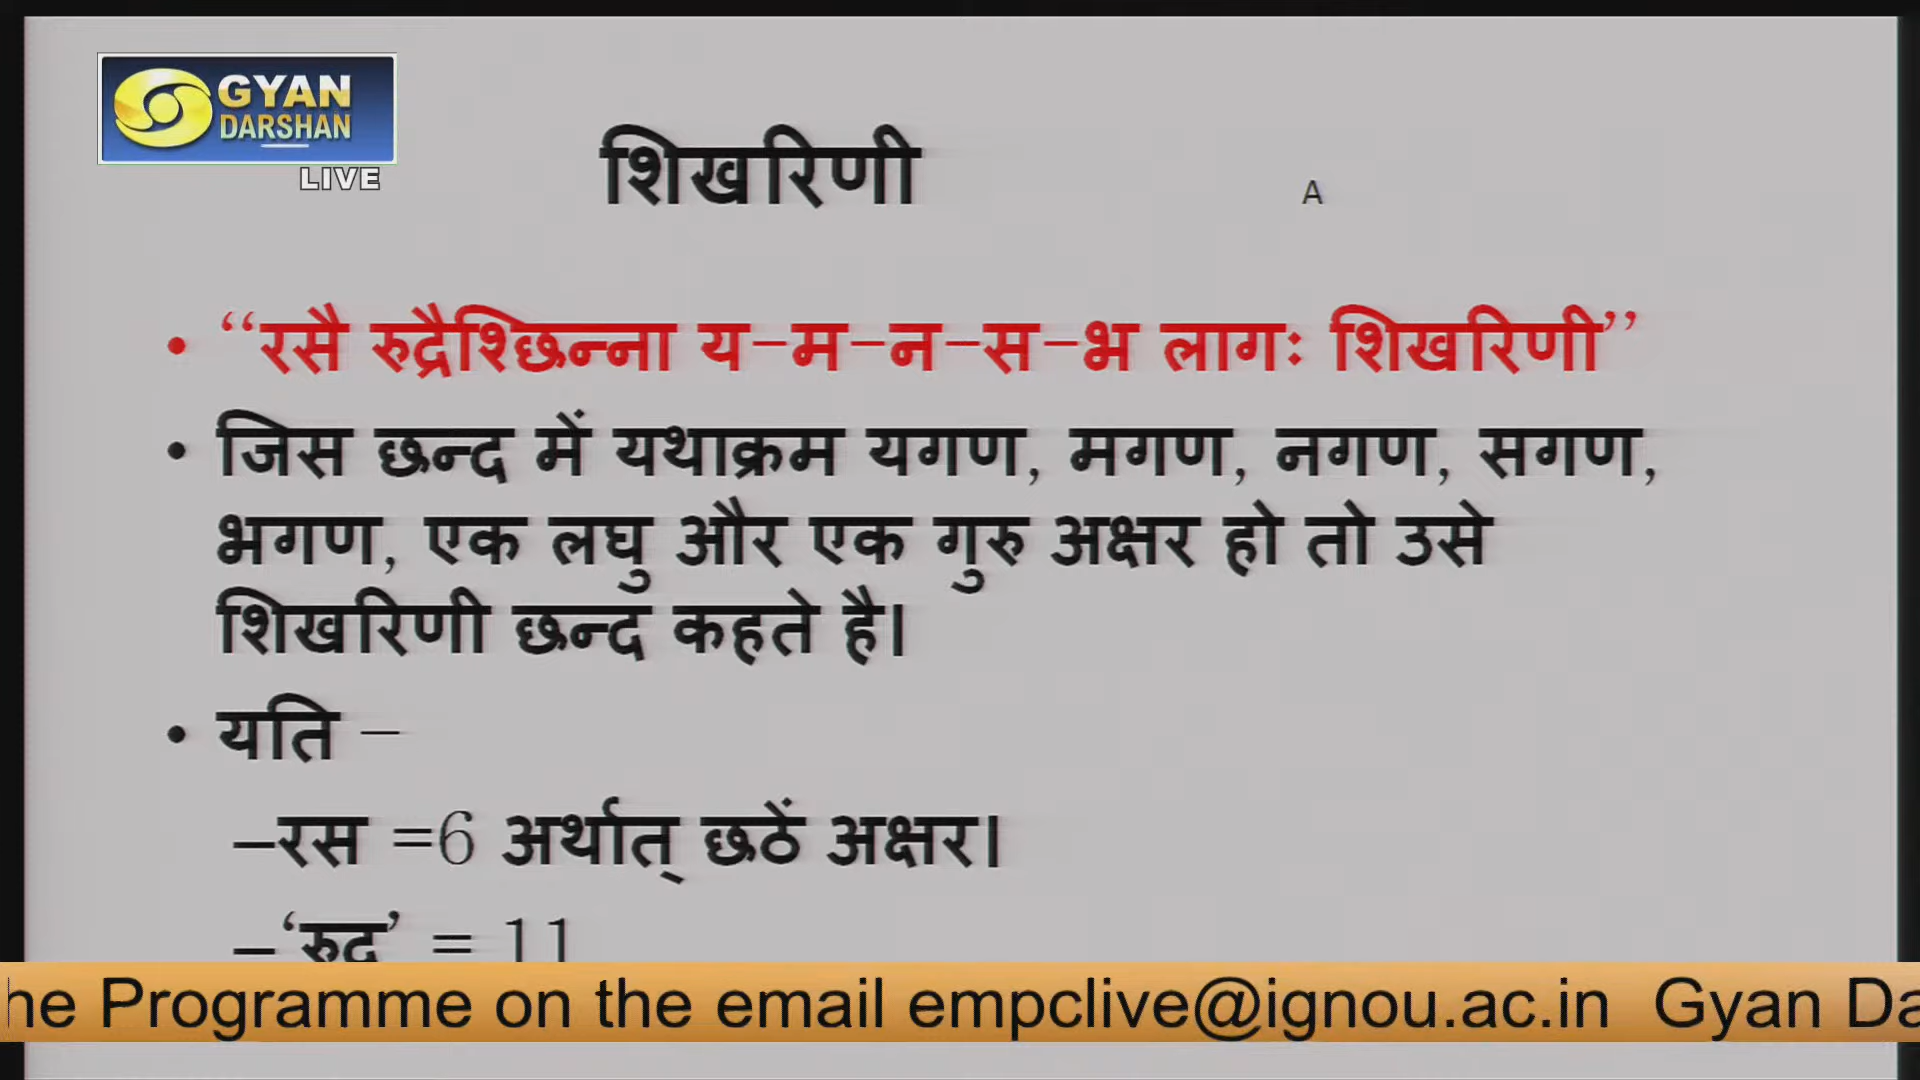 GYAN
DARSHAN
LIVE
शिखरिणी
A
• “रसै रुद्रैश्छिन्ना य-म-न-स-भ लागः शिखरिणी”
• जिस छन्द में यथाक्रम यगण, मगण, नगण, सगण,
भगण, एक लघु और एक गुरु अक्षर हो तो उसे
शिखरिणी छन्द कहते है।
• यति -
–रस =6 अर्थात् छठें अक्षर।
–‘रुद्र’ = 11
he Programme on the email empclive@ignou.ac.in Gyan Da